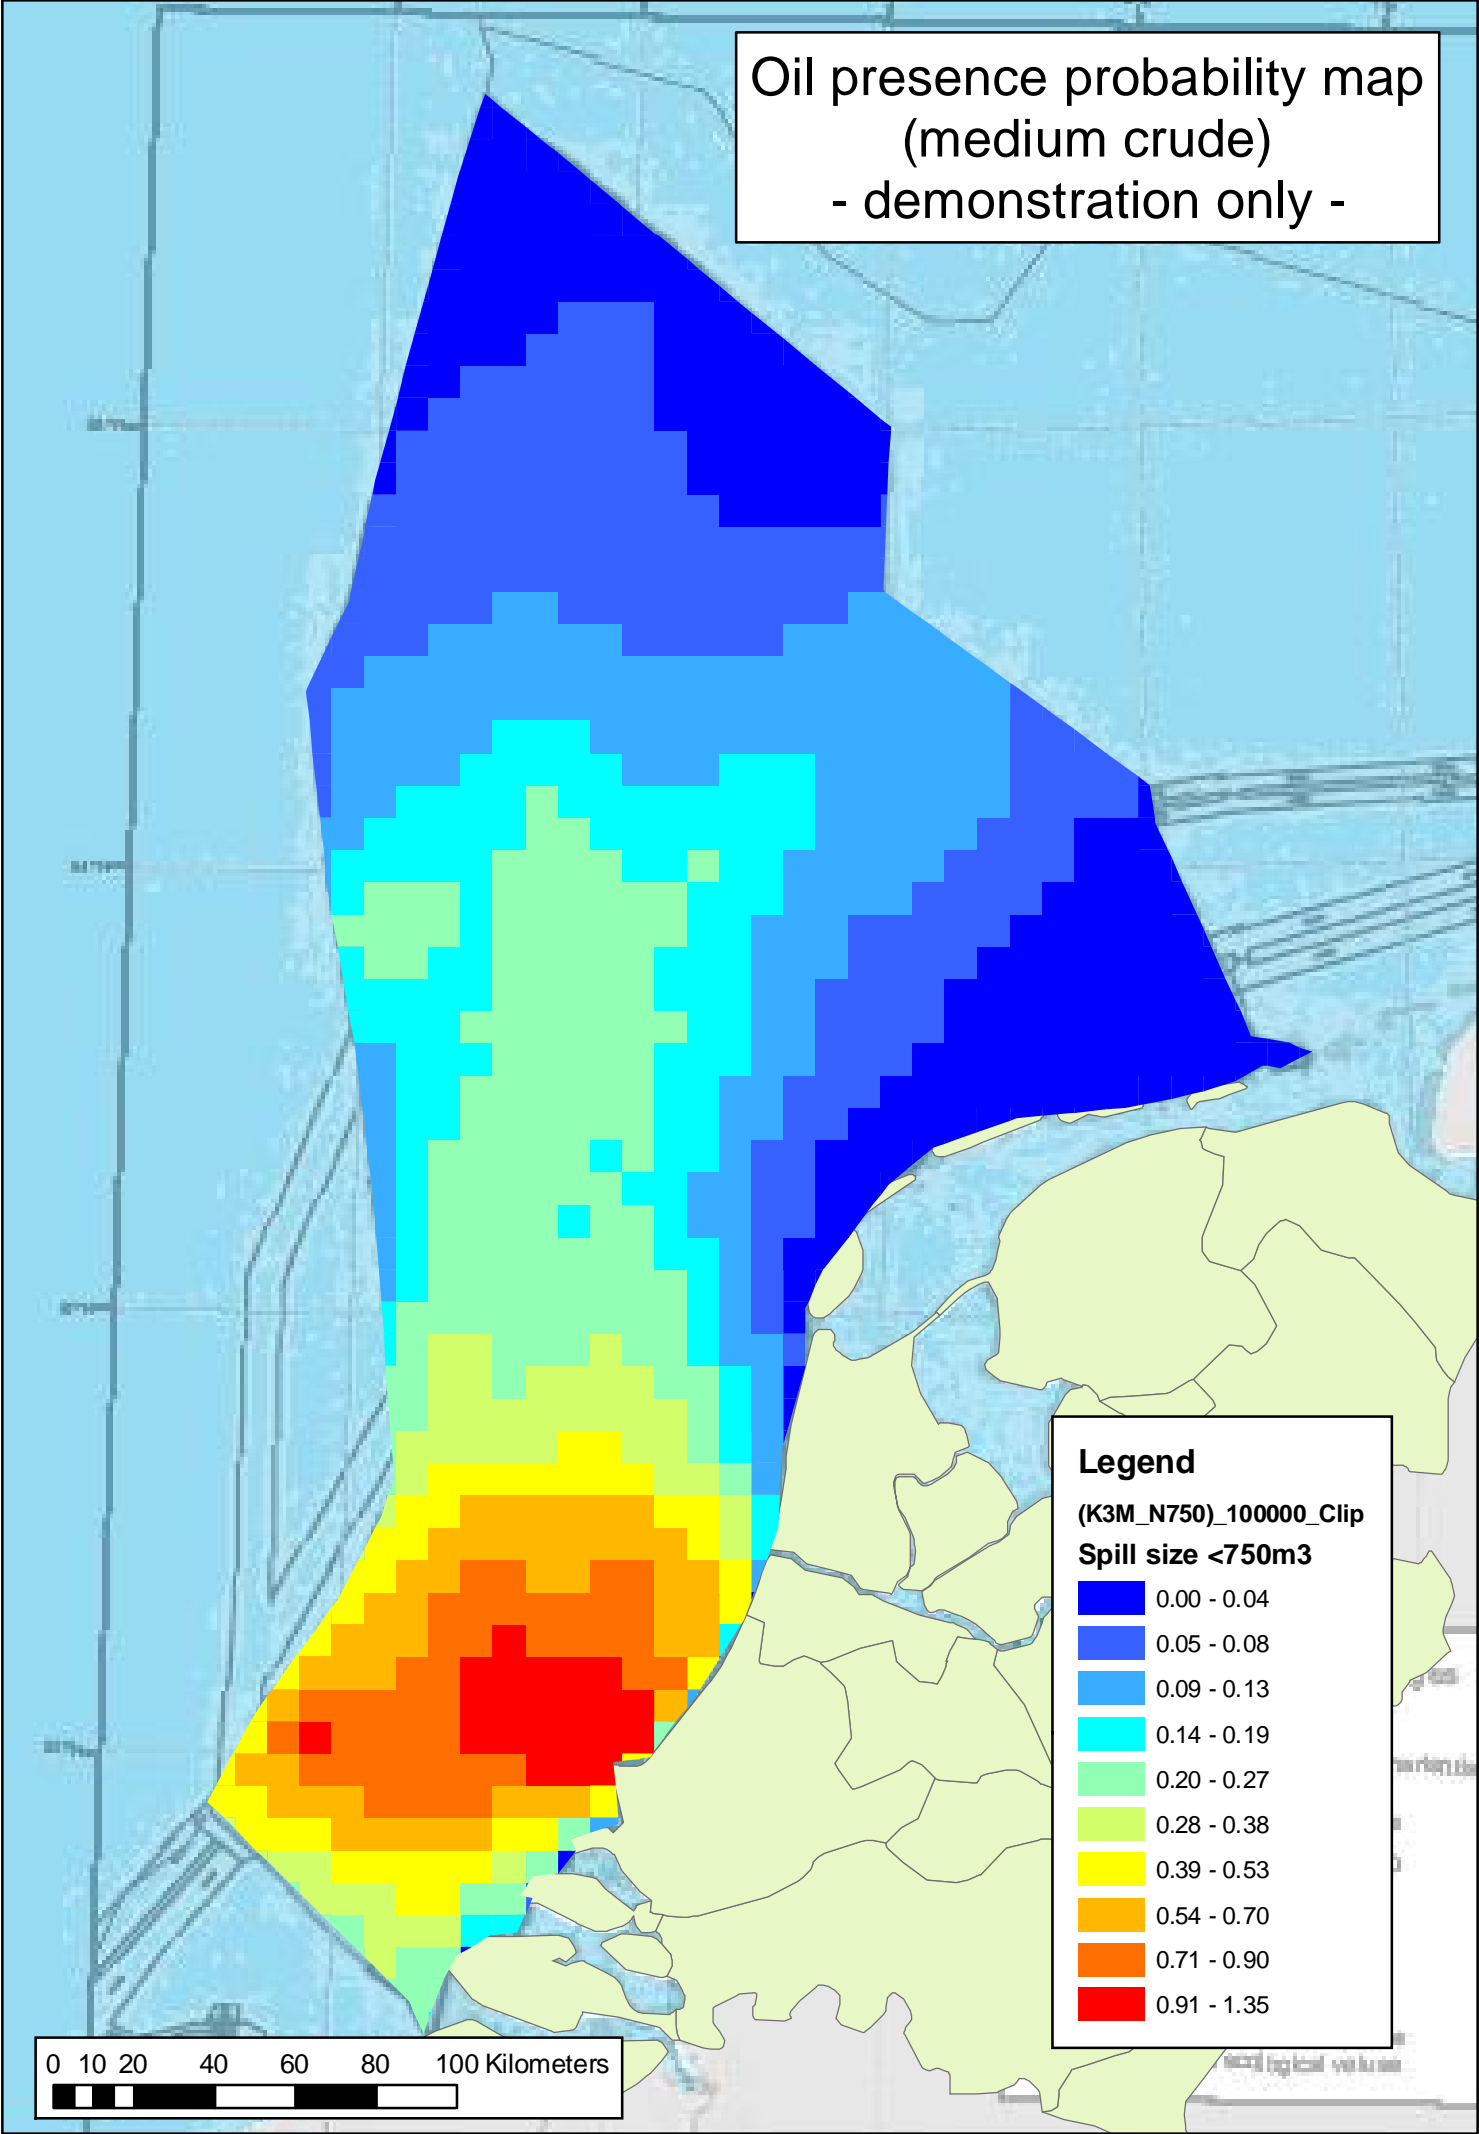 Oil presence probability map
(medium crude)
- demonstration only -
Legend
(K3M_N750)_100000_Clip
Spill size <750m3
0.00 - 0.04
0.05 - 0.08
0.09 - 0.13
0.14 - 0.19
0.20 - 0.27
0.28 - 0.38
0.39 - 0.53
0.54 - 0.70
0.71 - 0.90
0.91 - 1.35
0 10 20 40 60 80 100 Kilometers